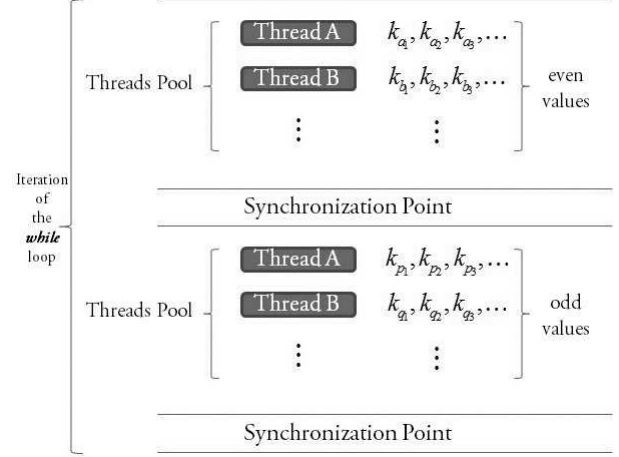 Thread A k_{a_1}, k_{a_2}, k_{a_3}, …
Threads Pool Thread B k_{b_1}, k_{b_2}, k_{b_3}, … even values
Synchronization Point
Iteration of the while loop
Thread A k_{p_1}, k_{p_2}, k_{p_3}, …
Threads Pool Thread B k_{q_1}, k_{q_2}, k_{q_3}, … odd values
Synchronization Point